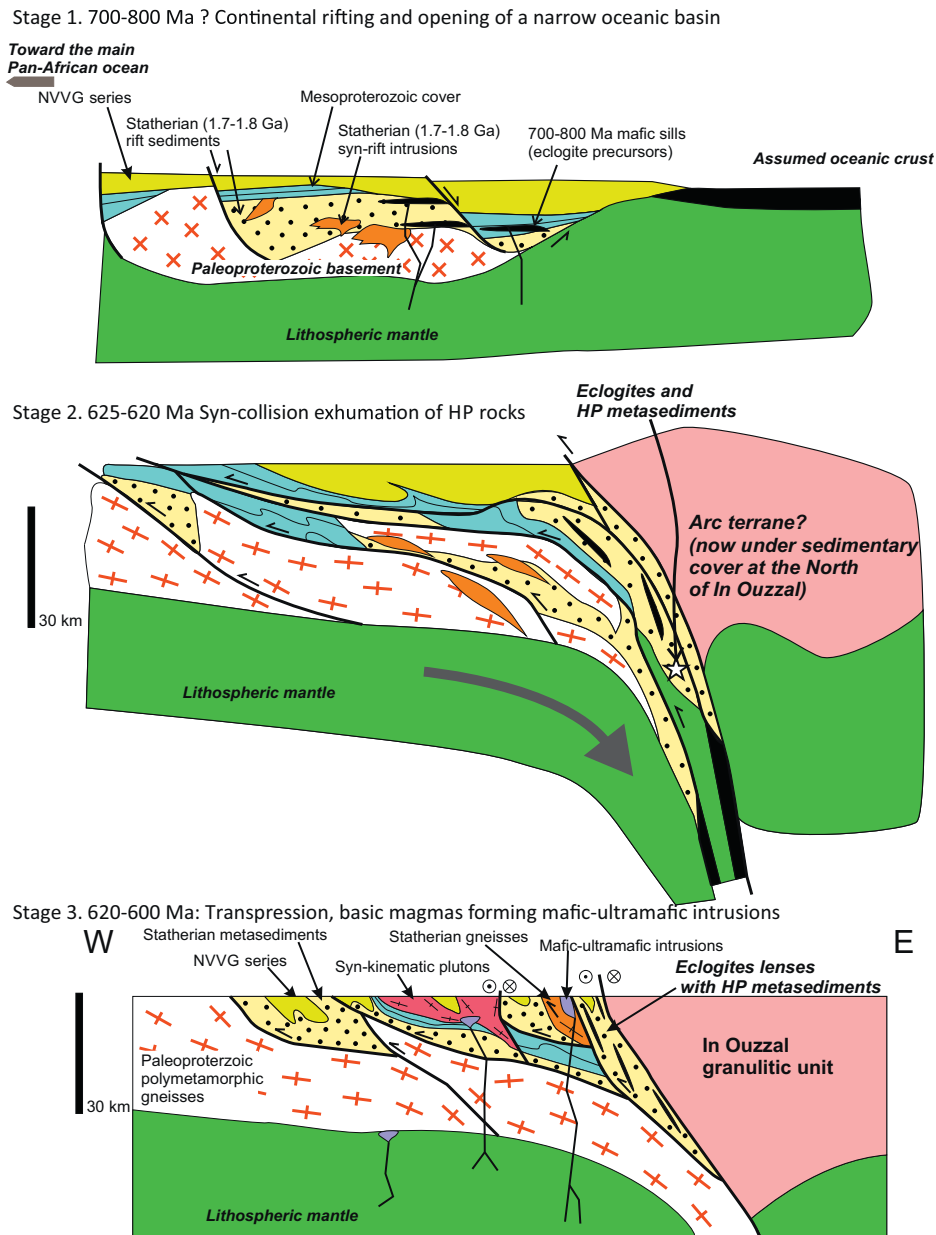 Stage 1. 700-800 Ma ? Continental rifting and opening of a narrow oceanic basin
Toward the main
Pan-African ocean
NVVG series
Statherian (1.7-1.8 Ga)
rift sediments
Mesoproterozoic cover
Statherian (1.7-1.8 Ga)
syn-rift intrusions
700-800 Ma mafic sills
(eclogite precursors)
Assumed oceanic crust
Paleoproterozoic basement
Lithospheric mantle
Stage 2. 625-620 Ma Syn-collision exhumation of HP rocks
Eclogites and
HP metasediments
Arc terrane?
(now under sedimentary
cover at the North
of In Ouzzal)
30 km
Lithospheric mantle
Stage 3. 620-600 Ma: Transpression, basic magmas forming mafic-ultramafic intrusions
W
E
Statherian metasediments
NVVG series
Syn-kinematic plutons
Statherian gneisses
Mafic-ultramafic intrusions
Eclogites lenses
with HP metasediments
In Ouzzal
granulitic unit
Paleoproterzoic
polymetamorphic
gneisses
30 km
Lithospheric mantle